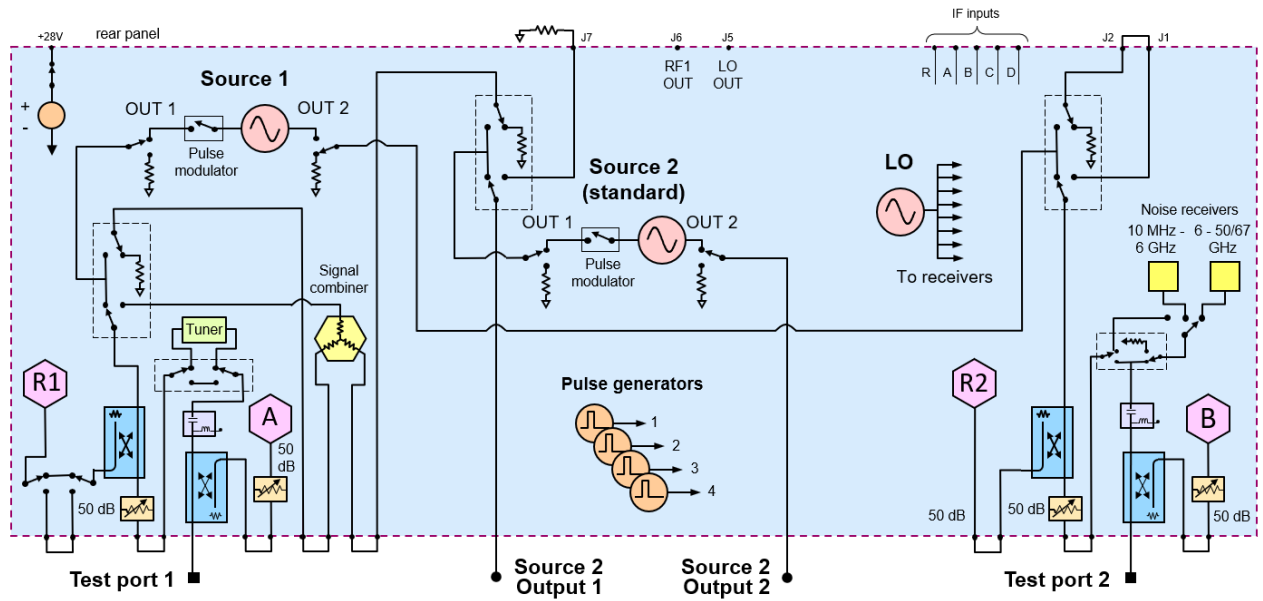 +28V
rear panel
J7
J6
J5
IF inputs
J2
J1
RF1
OUT
LO
OUT
R
A
B
C
D
Source 1
OUT 1
OUT 2
+
-
Pulse
modulator
Source 2
(standard)
OUT 1
OUT 2
Pulse
modulator
LO
To receivers
Noise receivers
10 MHz -
6 GHz
6 - 50/67
GHz
Signal
combiner
Tuner
R1
A
50
dB
50 dB
Pulse generators
1
2
3
4
R2
B
50 dB
50 dB
50 dB
Test port 1
Source 2
Output 1
Source 2
Output 2
Test port 2